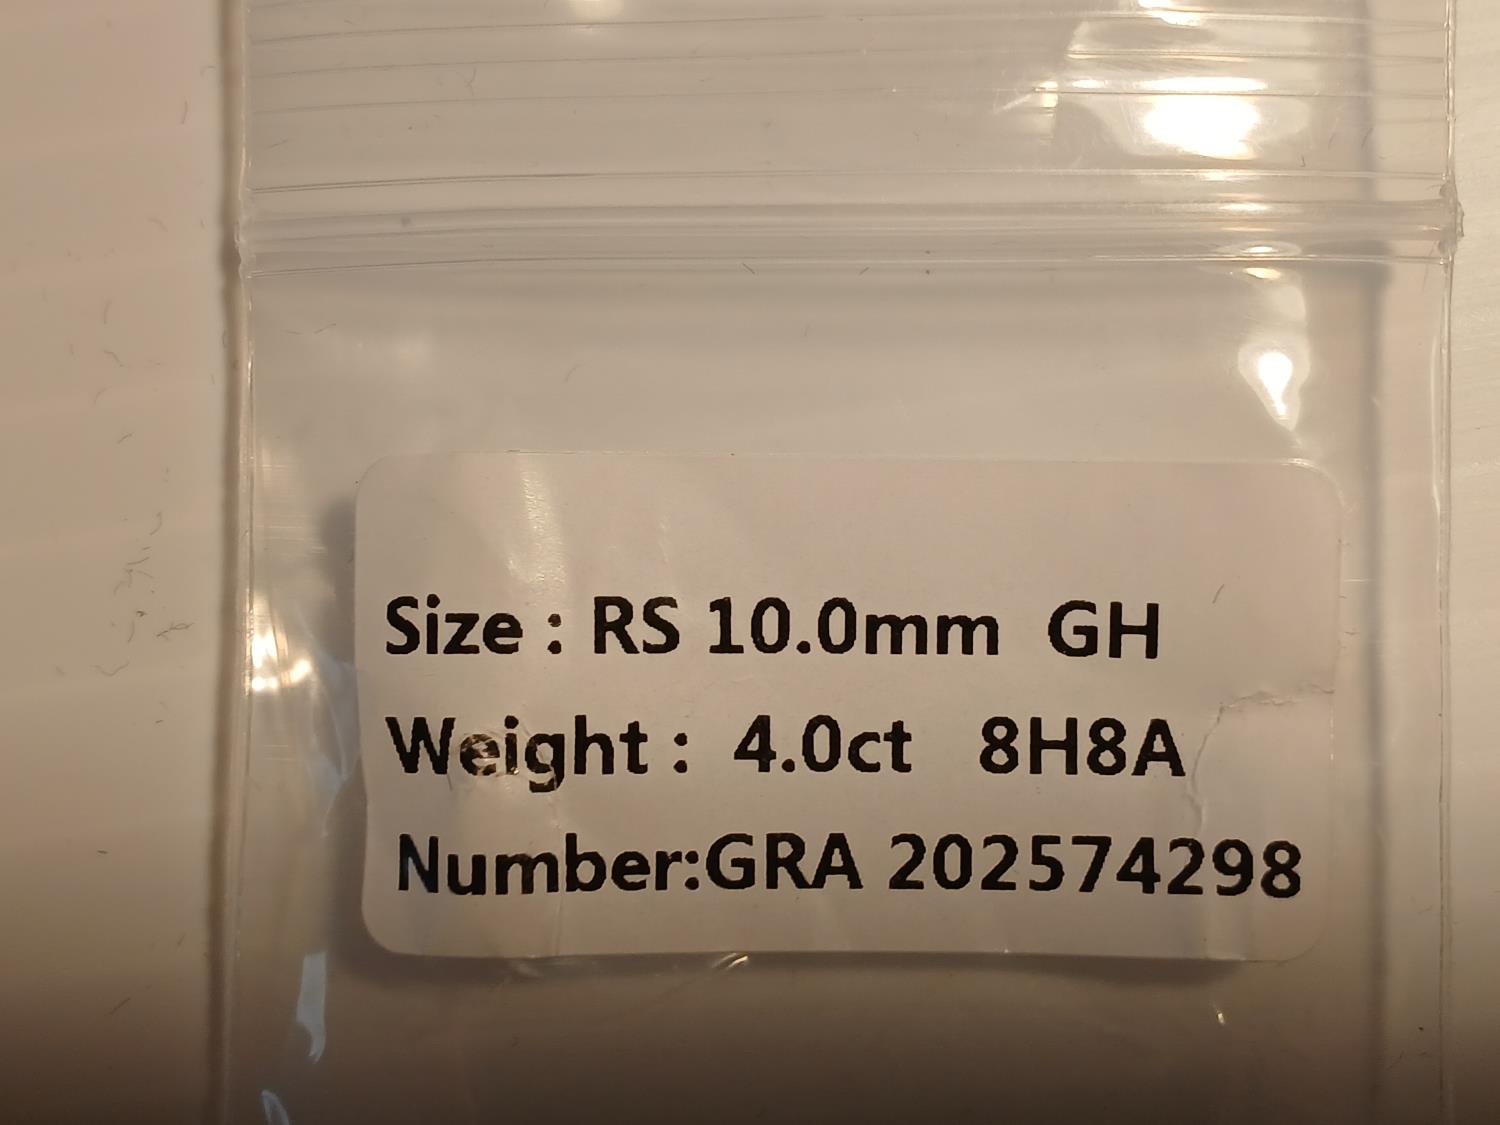 Size : RS 10.0mm GH
Weight : 4.0ct 8H8A
Number:GRA 202574298